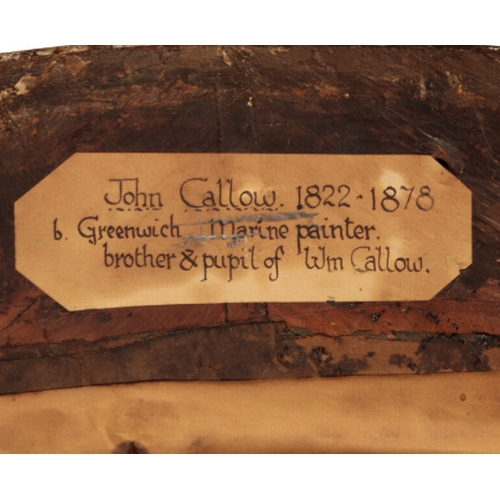 John Callow. 1822-1878
b. Greenwich Marine painter.
brother & pupil of Wm Callow.